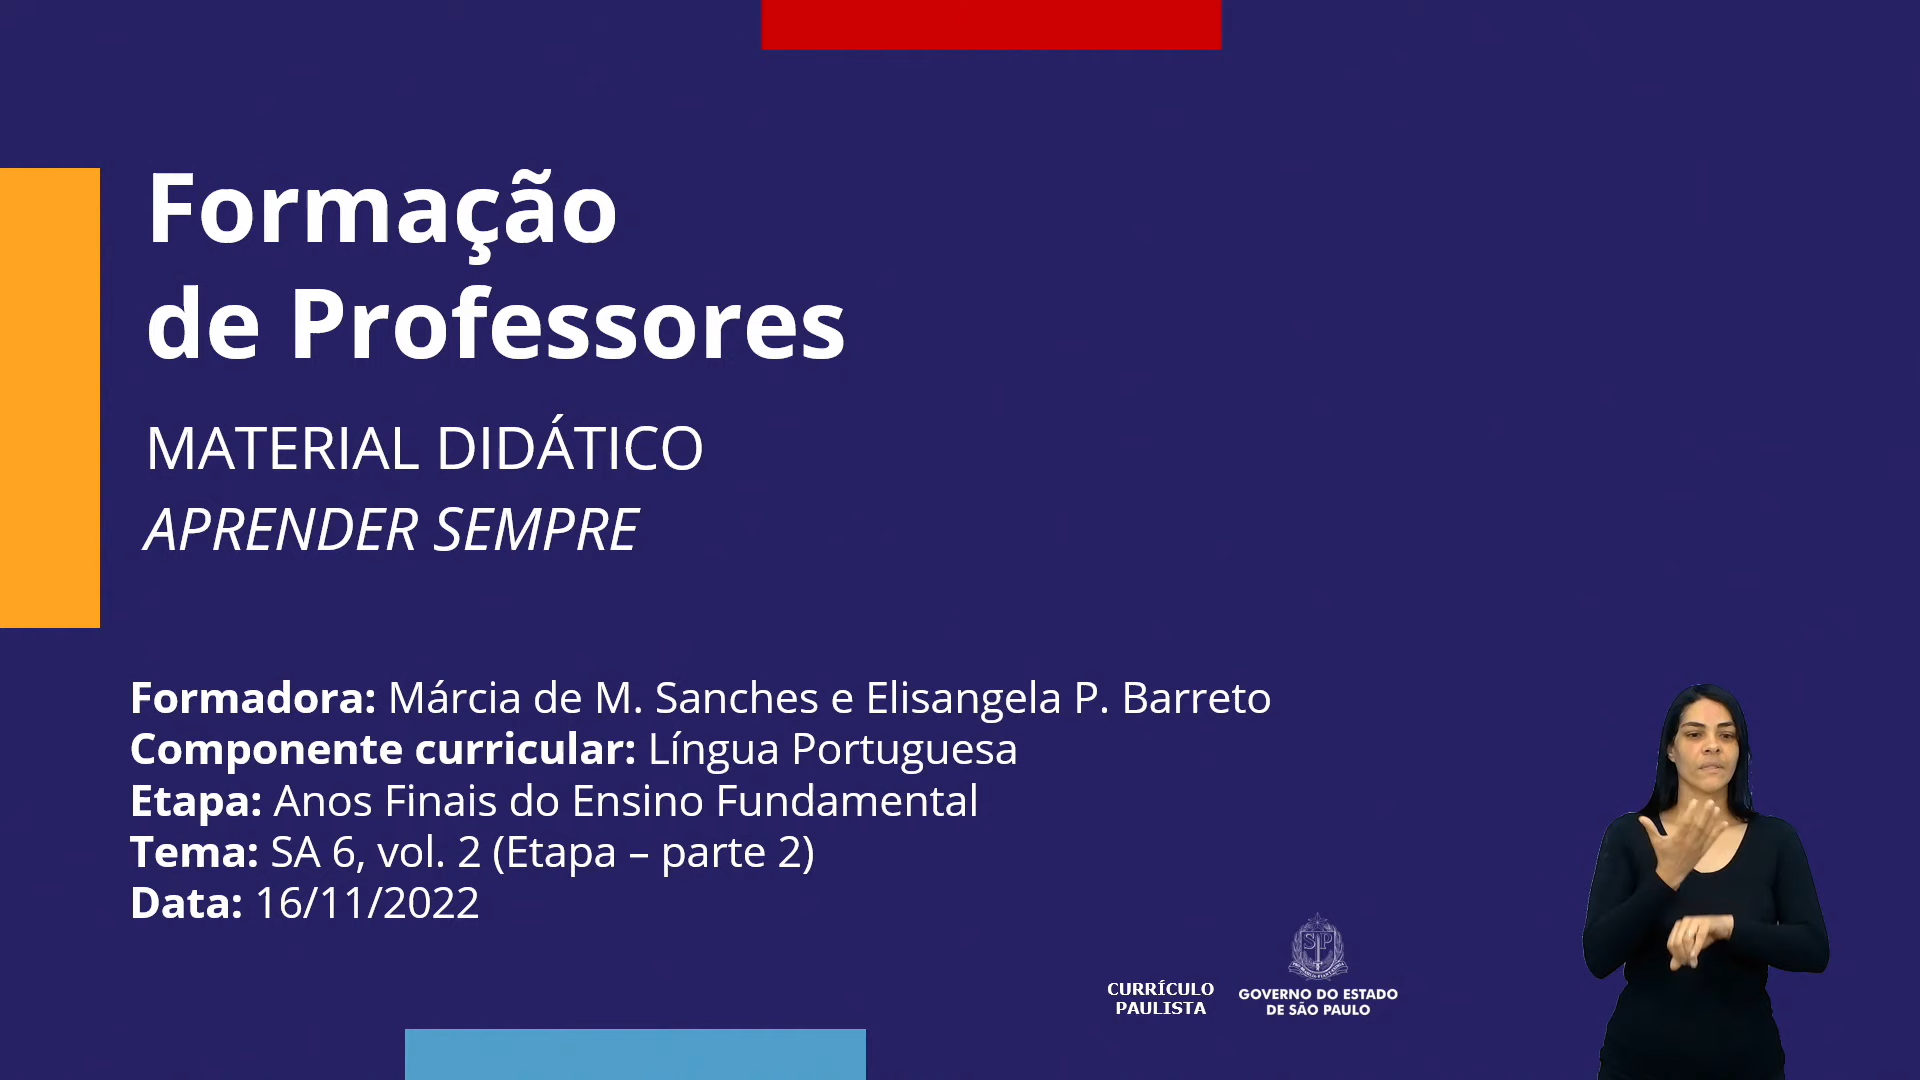 Formação
de Professores
MATERIAL DIDÁTICO
APRENDER SEMPRE
Formadora: Márcia de M. Sanches e Elisangela P. Barreto
Componente curricular: Língua Portuguesa
Etapa: Anos Finais do Ensino Fundamental
Tema: SA 6, vol. 2 (Etapa – parte 2)
Data: 16/11/2022
CURRÍCULO
PAULISTA
SP
GOVERNO DO ESTADO
DE SÃO PAULO